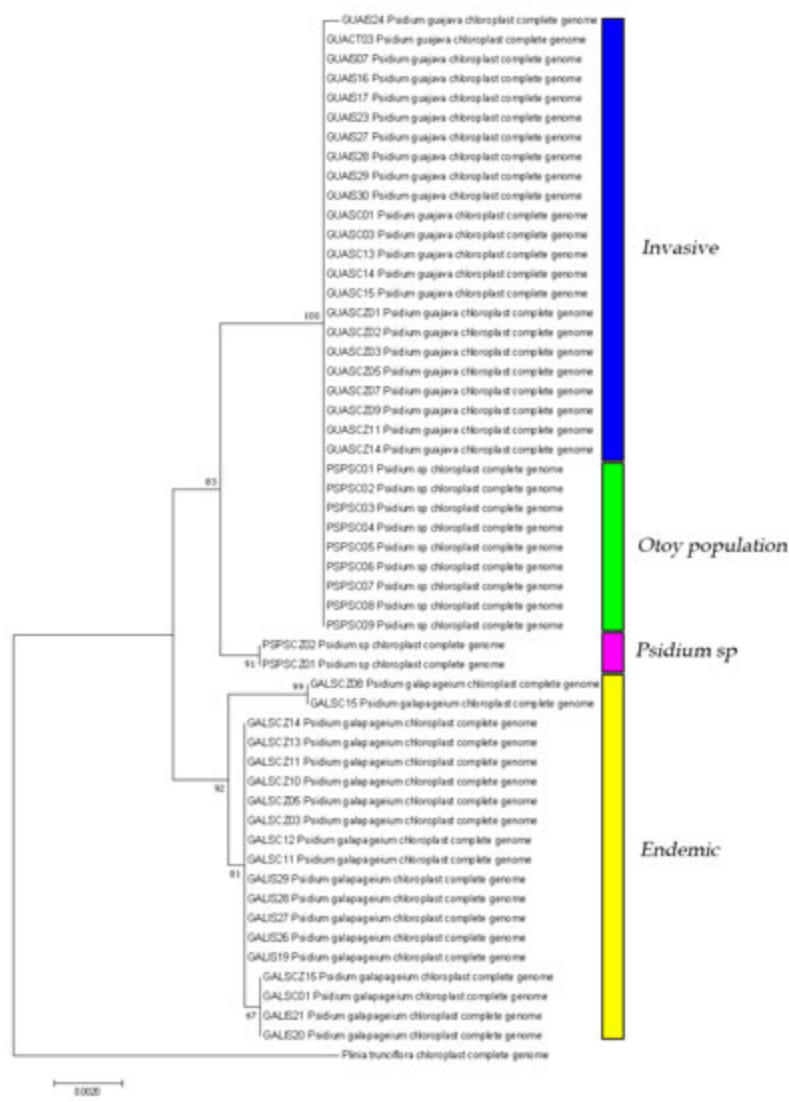 GUAIS24 Psidium guajava chloroplast complete genome
GUACT03 Psidium guajava chloroplast complete genome
GUAIS07 Psidium guajava chloroplast complete genome
GUAIS16 Psidium guajava chloroplast complete genome
GUAIS17 Psidium guajava chloroplast complete genome
GUAIS23 Psidium guajava chloroplast complete genome
GUAIS27 Psidium guajava chloroplast complete genome
GUAIS28 Psidium guajava chloroplast complete genome
GUAIS29 Psidium guajava chloroplast complete genome
GUAIS30 Psidium guajava chloroplast complete genome
GUASC01 Psidium guajava chloroplast complete genome
GUASC03 Psidium guajava chloroplast complete genome
GUASC13 Psidium guajava chloroplast complete genome
Invasive
GUASC14 Psidium guajava chloroplast complete genome
GUASC15 Psidium guajava chloroplast complete genome
100
GUASCZ01 Psidium guajava chloroplast complete genome
GUASCZ02 Psidium guajava chloroplast complete genome
GUASCZ03 Psidium guajava chloroplast complete genome
GUASCZ05 Psidium guajava chloroplast complete genome
GUASCZ07 Psidium guajava chloroplast complete genome
GUASCZ09 Psidium guajava chloroplast complete genome
GUASCZ11 Psidium guajava chloroplast complete genome
GUASCZ14 Psidium guajava chloroplast complete genome
PSPSC01 Psidium sp chloroplast complete genome
83
PSPSC02 Psidium sp chloroplast complete genome
PSPSC03 Psidium sp chloroplast complete genome
PSPSC04 Psidium sp chloroplast complete genome
PSPSC05 Psidium sp chloroplast complete genome
Otoy population
PSPSC06 Psidium sp chloroplast complete genome
PSPSC07 Psidium sp chloroplast complete genome
PSPSC08 Psidium sp chloroplast complete genome
PSPSC09 Psidium sp chloroplast complete genome
PSPSCZ02 Psidium sp chloroplast complete genome
Psidium sp
91
PSPSCZ01 Psidium sp chloroplast complete genome
99
GALSCZ08 Psidium galapageium chloroplast complete genome
GALSC15 Psidium galapageium chloroplast complete genome
GALSCZ14 Psidium galapageium chloroplast complete genome
GALSCZ13 Psidium galapageium chloroplast complete genome
GALSCZ11 Psidium galapageium chloroplast complete genome
GALSCZ10 Psidium galapageium chloroplast complete genome
92
GALSCZ06 Psidium galapageium chloroplast complete genome
GALSCZ03 Psidium galapageium chloroplast complete genome
GALSC12 Psidium galapageium chloroplast complete genome
Endemic
GALSC11 Psidium galapageium chloroplast complete genome
81
GALIS29 Psidium galapageium chloroplast complete genome
GALIS28 Psidium galapageium chloroplast complete genome
GALIS27 Psidium galapageium chloroplast complete genome
GALIS26 Psidium galapageium chloroplast complete genome
GALIS19 Psidium galapageium chloroplast complete genome
GALSCZ15 Psidium galapageium chloroplast complete genome
GALSC01 Psidium galapageium chloroplast complete genome
67
GALIS21 Psidium galapageium chloroplast complete genome
GALIS20 Psidium galapageium chloroplast complete genome
Plinia trunciflora chloroplast complete genome
0.0020